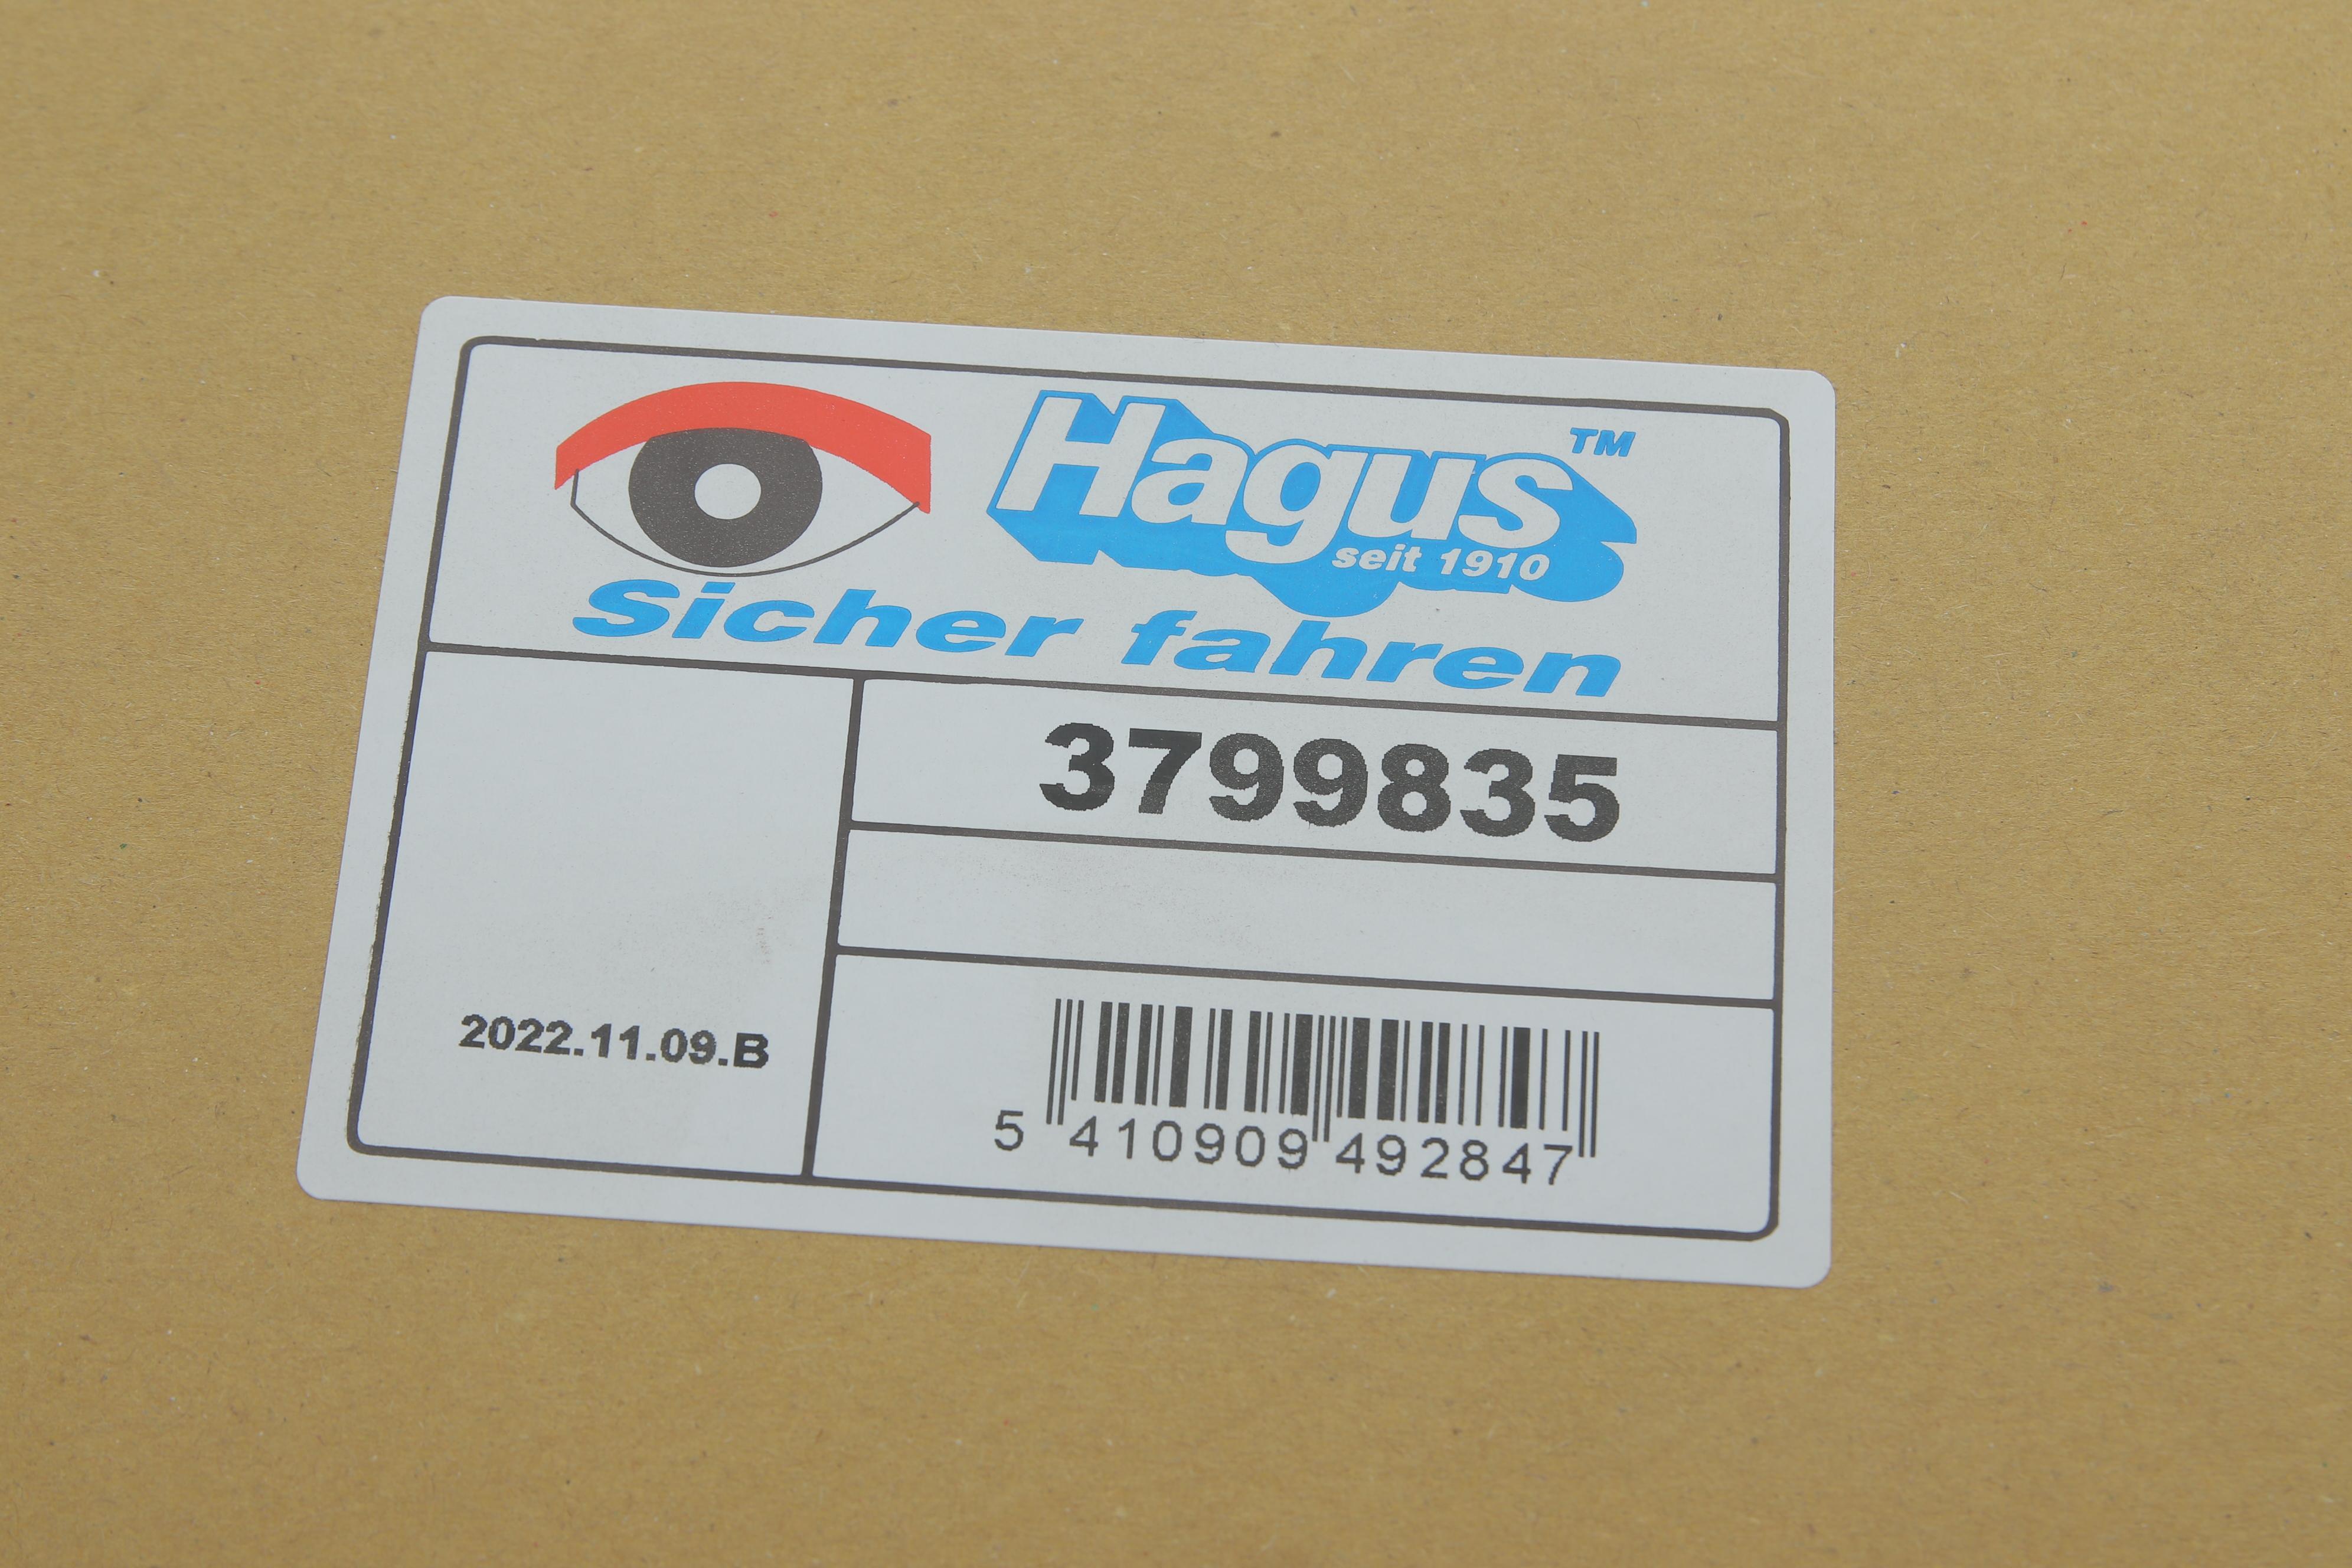 Hagus™
seit 1910
Sicher fahren
3799835
2022.11.09.B
5 410909 492847